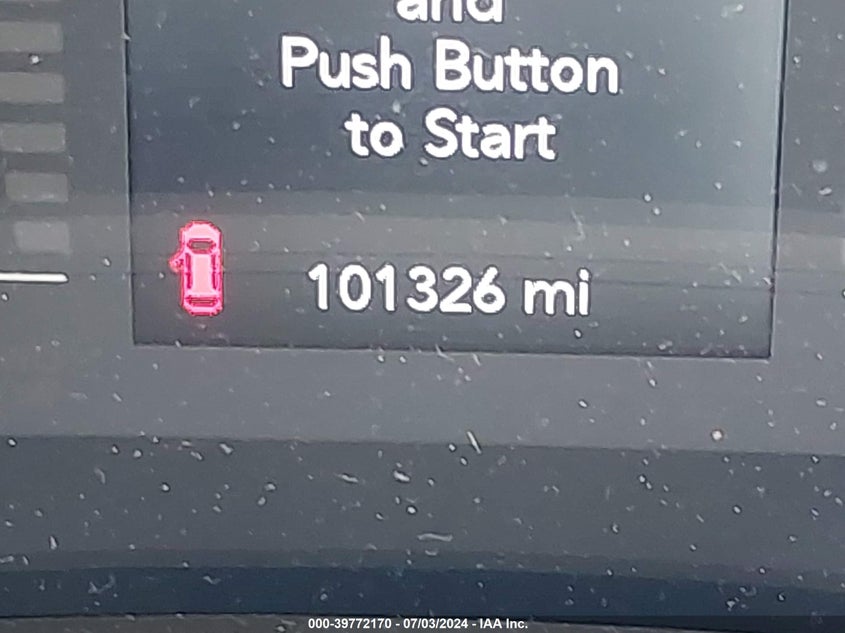 and
Push Button
to Start
101326 mi
000-39772170 - 07/03/2024 - IAA Inc.